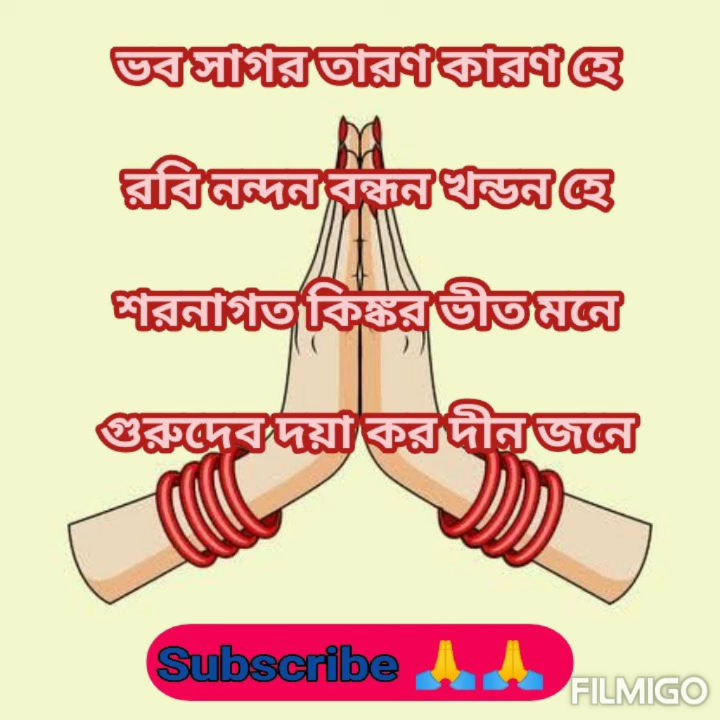 ভব সাগর তারণ কারণ হে
রবি নন্দন বন্ধন খন্ডন হে
শরনাগত কিঙ্কর ভীত মনে
গুরুদেব দয়া কর দীন জনে
Subscribe 🙏🙏
FILMIGO